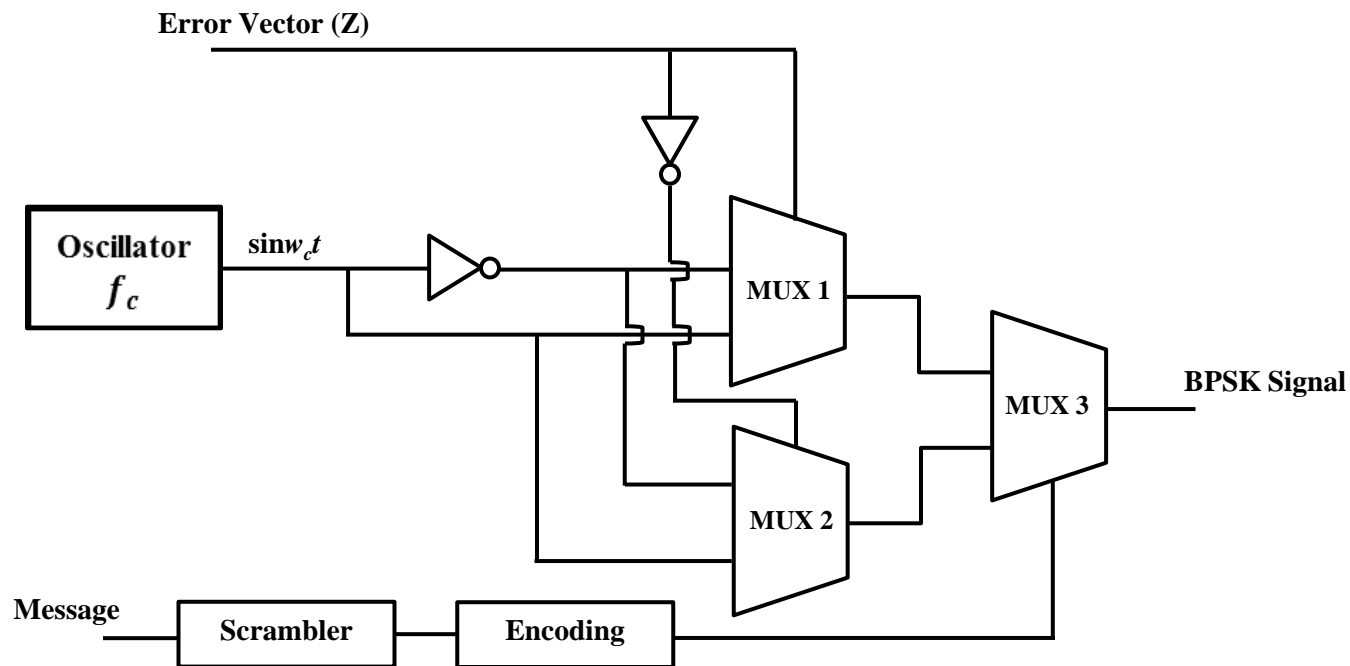 Error Vector (Z)
Oscillator
f_c
sinw_ct
MUX 1
MUX 3
BPSK Signal
MUX 2
Message
Scrambler
Encoding